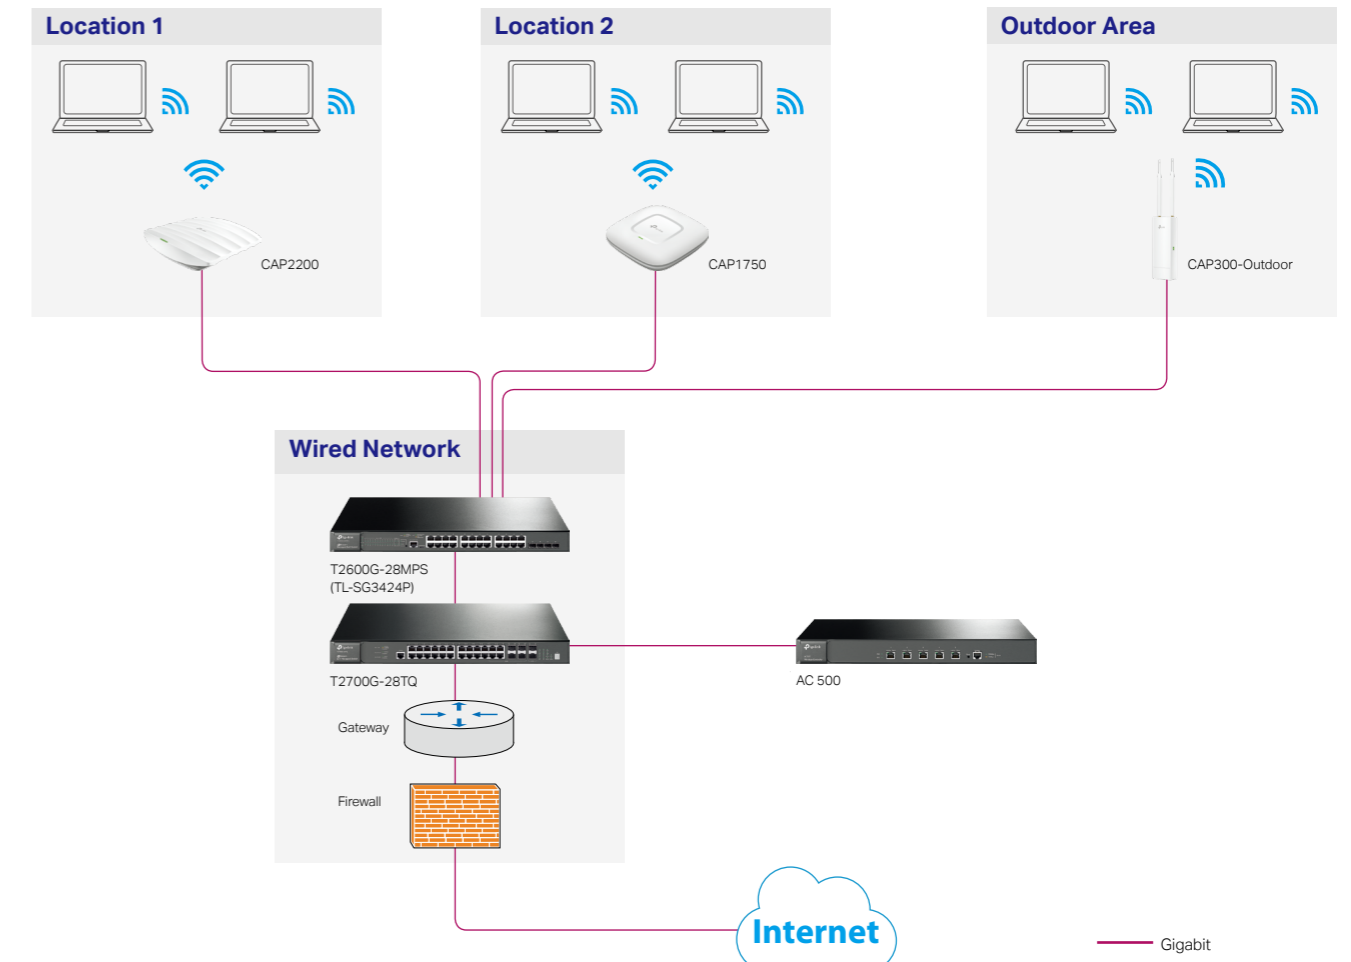 Location 1
Location 2
Outdoor Area
CAP2200
CAP1750
CAP300-Outdoor
Wired Network
T2600G-28MPS
(TL-SG3424P)
T2700G-28TQ
AC 500
Gateway
Firewall
Internet
Gigabit